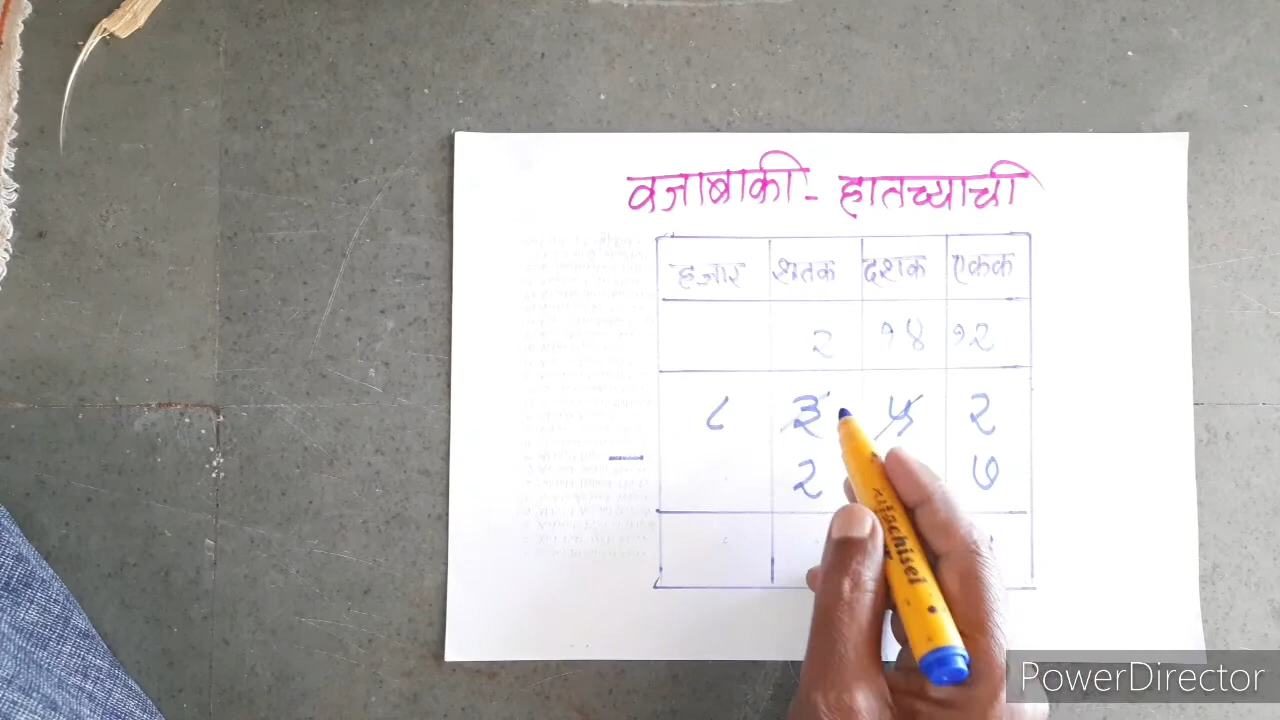 वजाबाकी - हातच्याची
हजार शतक दशक एकक
२ १४ १२
८ ३ ५ २
- २ ७
PowerDirector